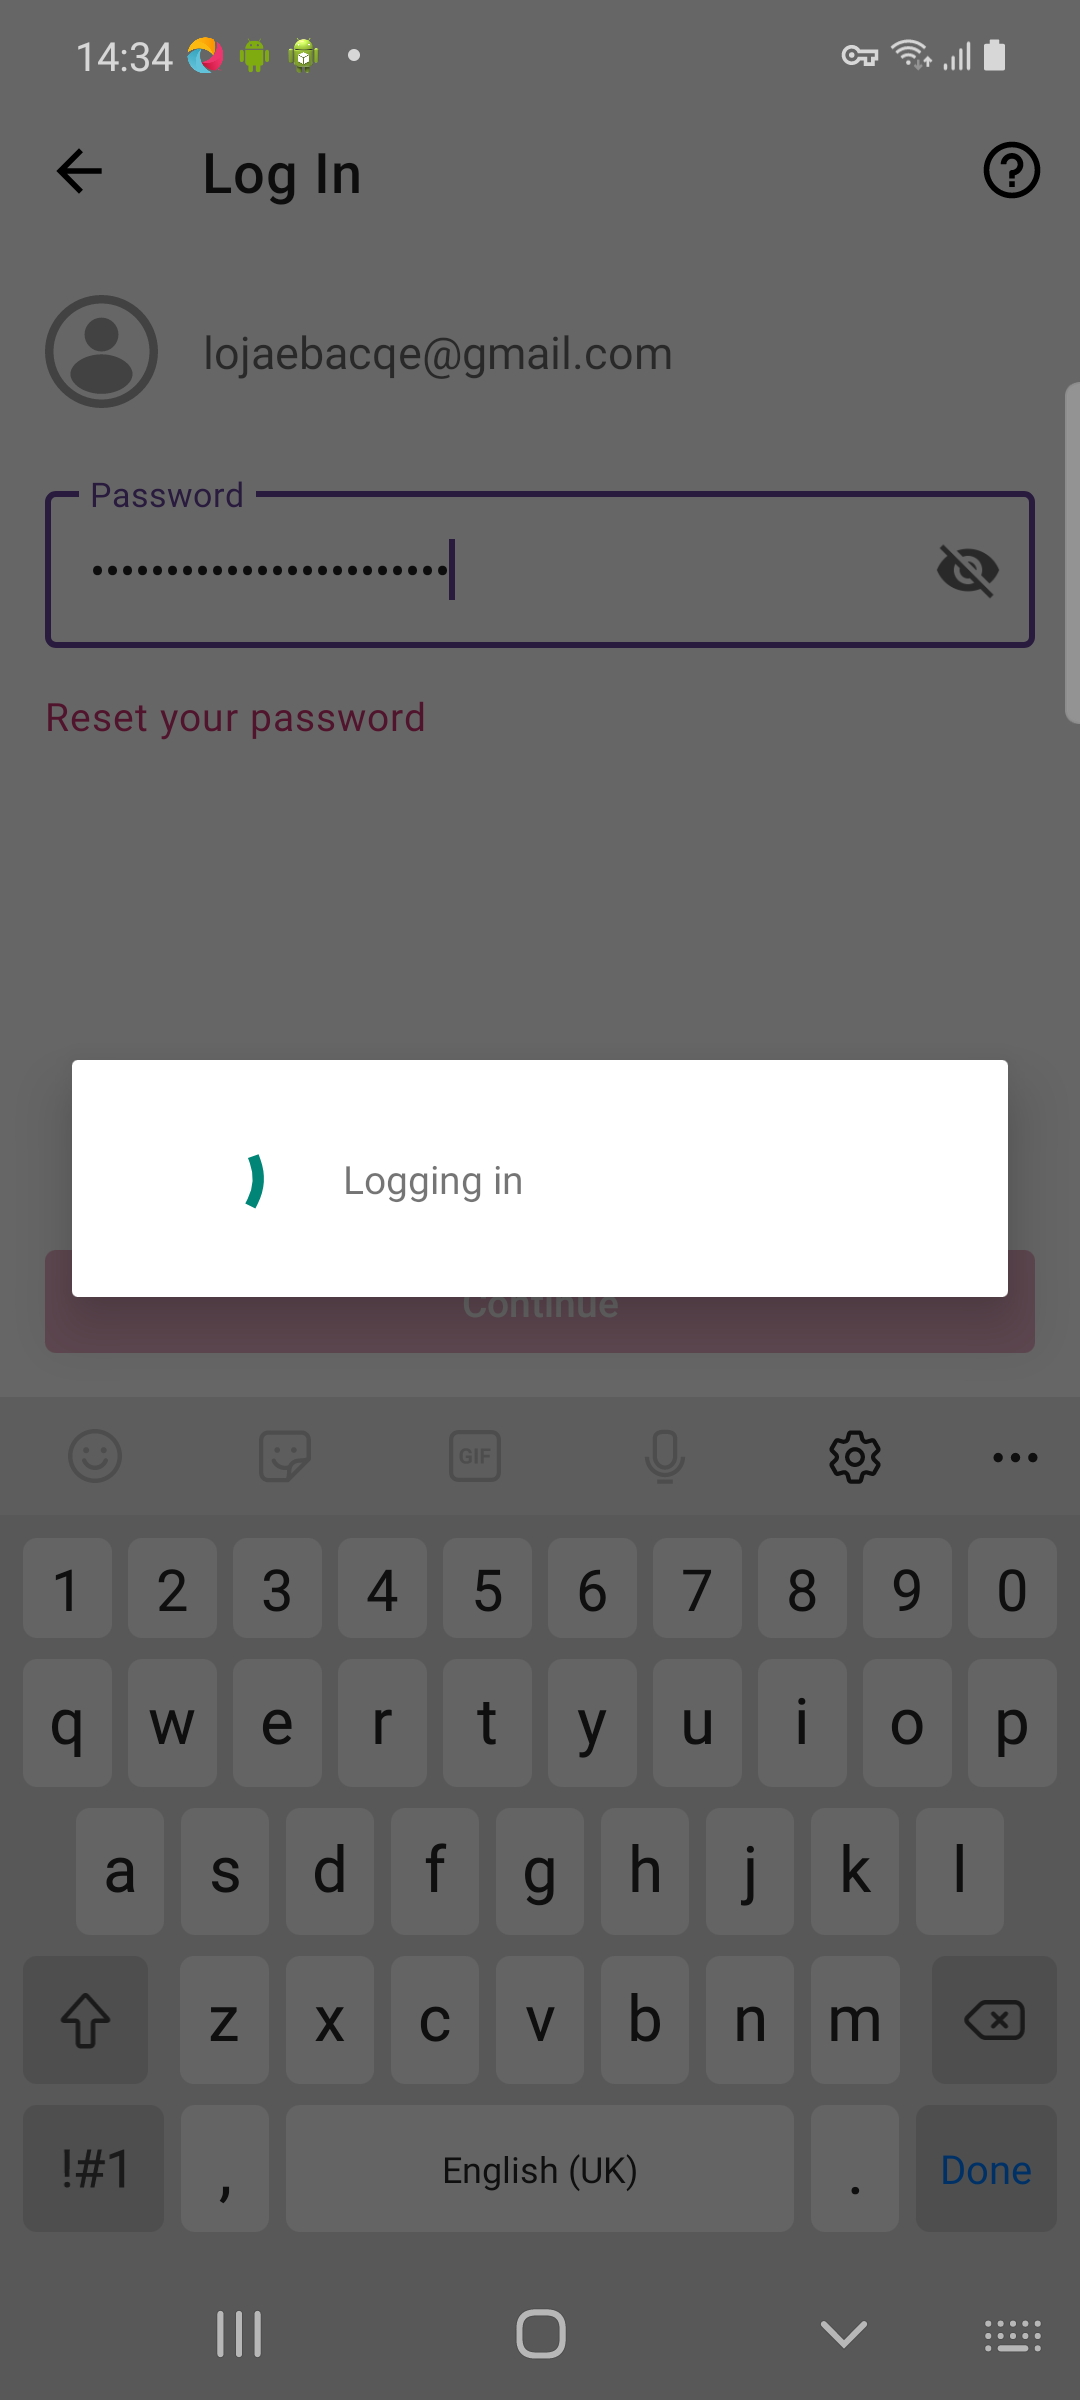 14:34
Log In
lojaebacqe@gmail.com
Password
••••••••••••••••••••••••
Reset your password
Logging in
Continue
GIF
1 2 3 4 5 6 7 8 9 0
q w e r t y u i o p
a s d f g h j k l
z x c v b n m
!#1 , English (UK) . Done